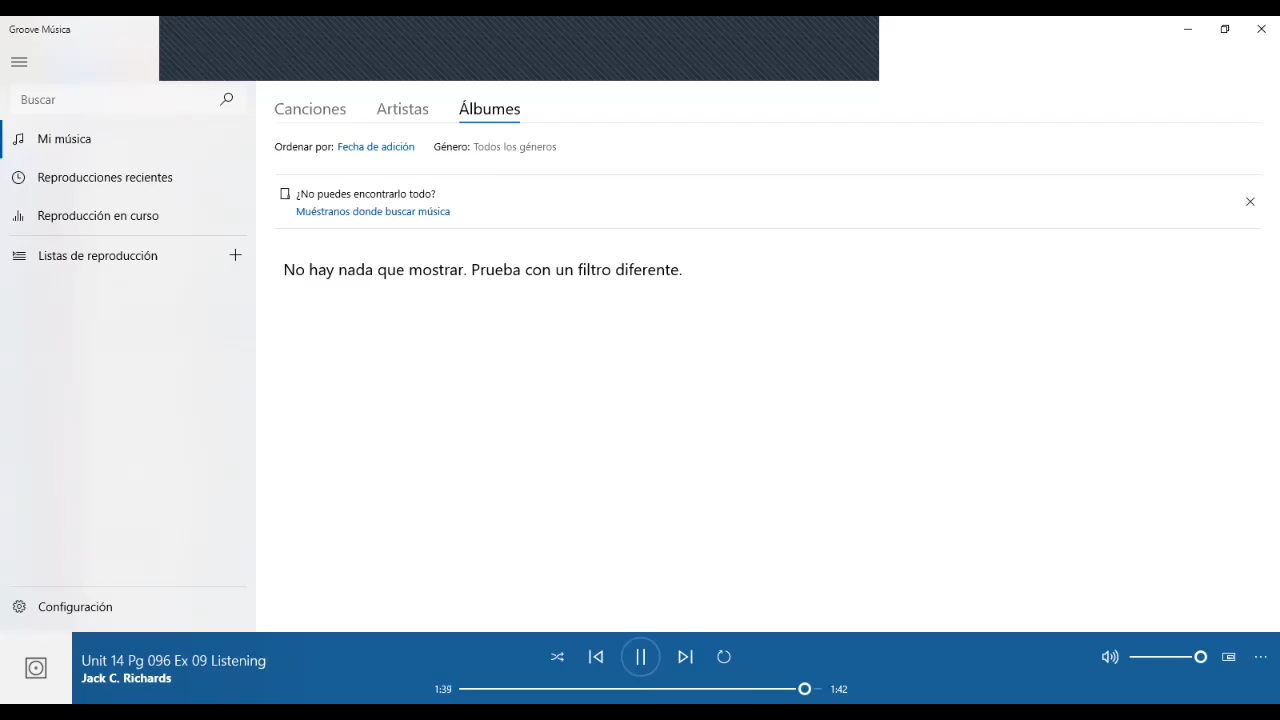 Groove Música
Buscar
Mi música
Reproducciones recientes
Reproducción en curso
Listas de reproducción
Configuración
Canciones Artistas Álbumes
Ordenar por: Fecha de adición Género: Todos los géneros
¿No puedes encontrarlo todo?
Muéstranos donde buscar música
No hay nada que mostrar. Prueba con un filtro diferente.
Unit 14 Pg 096 Ex 09 Listening
Jack C. Richards
1:39 1:42